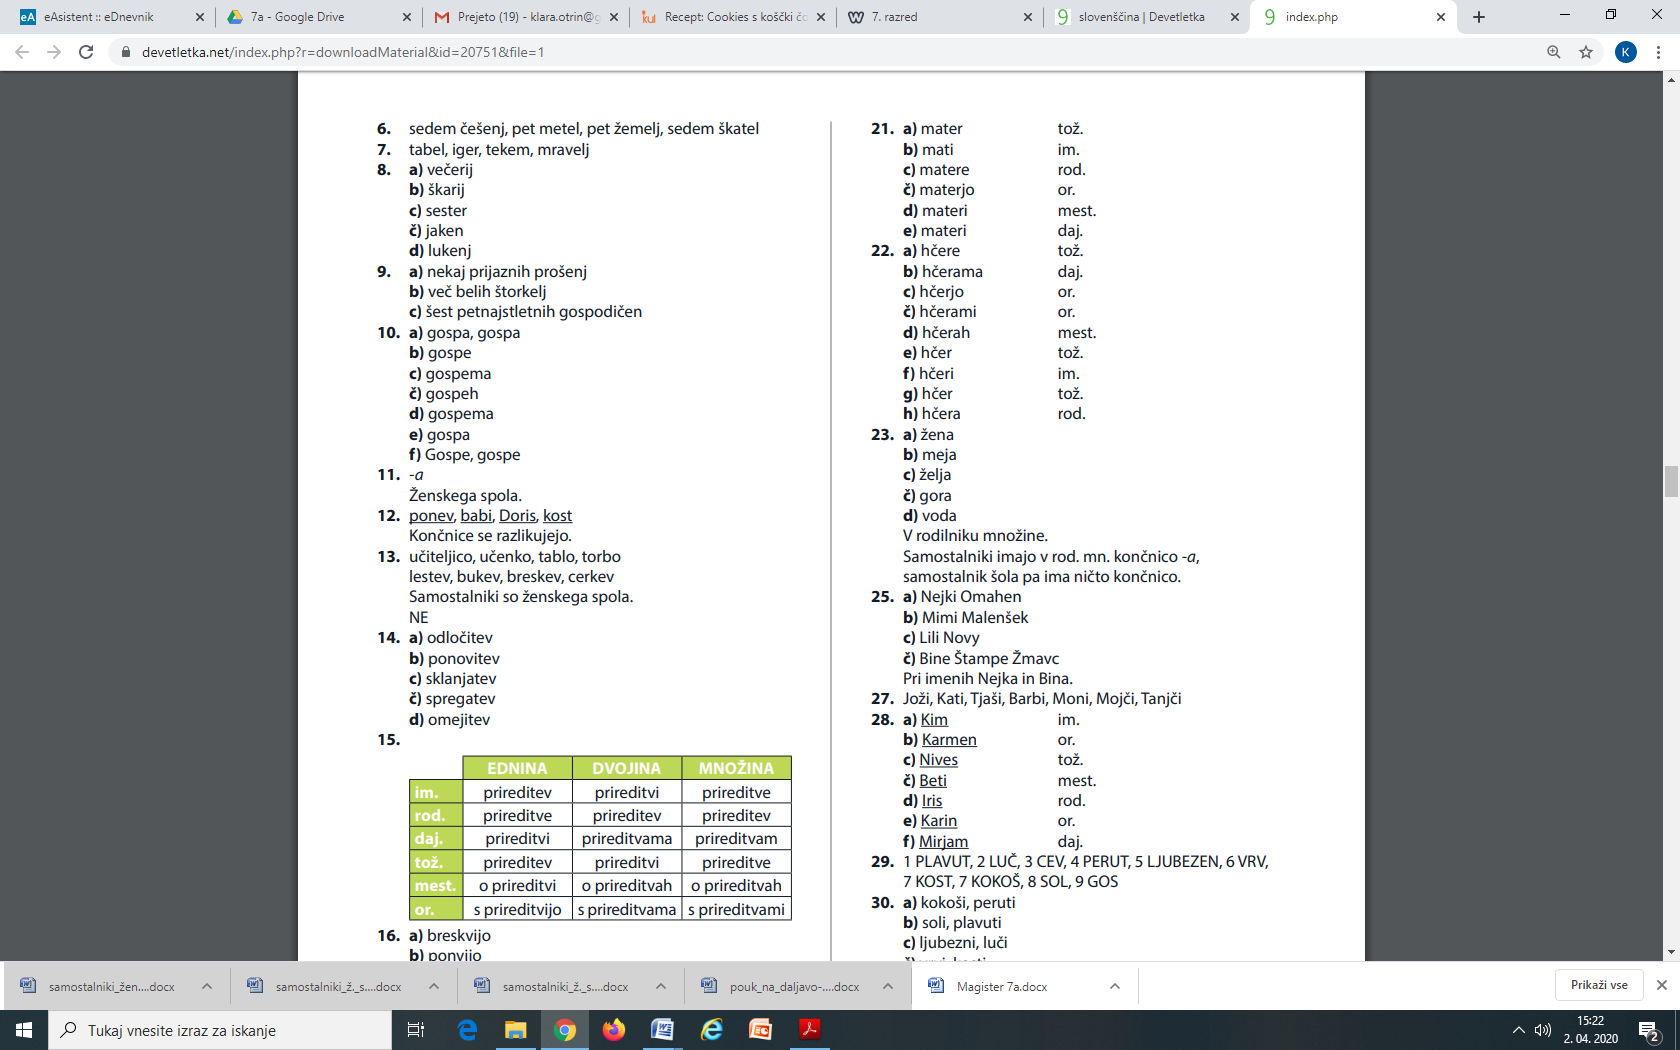 eAsistent :: eDnevnik
7a - Google Drive
Prejeto (19) - klara.otrin@g
Recept: Cookies s koščki čo
7. razred
slovenščina | Devetletka
index.php
devetletka.net/index.php?r=downloadMaterial&id=20751&file=1
K
6. sedem češenj, pet metel, pet žemelj, sedem škatel
7. tabel, iger, tekem, mravelj
8. a) večerij
b) škarij
c) sester
č) jaken
d) lukenj
9. a) nekaj prijaznih prošenj
b) več belih štorkelj
c) šest petnajstletnih gospodičen
10. a) gospa, gospa
b) gospe
c) gospema
č) gospeh
d) gospema
e) gospa
f) Gospe, gospe
11. -a
Ženskega spola.
12. ponev, babi, Doris, kost
Končnice se razlikujejo.
13. učiteljico, učenko, tablo, torbo
lestev, bukev, breskev, cerkev
Samostalniki so ženskega spola.
NE
14. a) odločitev
b) ponovitev
c) sklanjatev
č) spregatev
d) omejitev
15.
EDNINA DVOJINA MNOŽINA
im. prireditev prireditvi prireditve
rod. prireditve prireditev prireditev
daj. prireditvi prireditvama prireditvam
tož. prireditev prireditvi prireditve
mest. o prireditvi o prireditvah o prireditvah
or. s prireditvijo s prireditvama s prireditvami
16. a) breskvijo
b) ponvijo
21. a) mater tož.
b) mati im.
c) matere rod.
č) materjo or.
d) materi mest.
e) materi daj.
22. a) hčere tož.
b) hčerama daj.
c) hčerjo or.
č) hčerami or.
d) hčerah mest.
e) hčer tož.
f) hčeri im.
g) hčer tož.
h) hčera rod.
23. a) žena
b) meja
c) želja
č) gora
d) voda
V rodilniku množine.
Samostalniki imajo v rod. mn. končnico -a,
samostalnik šola pa ima ničto končnico.
25. a) Nejki Omahen
b) Mimi Malenšek
c) Lili Novy
č) Bine Štampe Žmavc
Pri imenih Nejka in Bina.
27. Joži, Kati, Tjaši, Barbi, Moni, Mojči, Tanjči
28. a) Kim im.
b) Karmen or.
c) Nives tož.
č) Beti mest.
d) Iris rod.
e) Karin or.
f) Mirjam daj.
29. 1 PLAVUT, 2 LUČ, 3 CEV, 4 PERUT, 5 LJUBEZEN, 6 VRV,
7 KOST, 7 KOKOŠ, 8 SOL, 9 GOS
30. a) kokoši, peruti
b) soli, plavuti
c) ljubezni, luči
samostalniki_žen....docx
samostalniki_ž._s....docx
samostalniki_ž._s....docx
pouk_na_daljavo-....docx
Magister 7a.docx
Prikaži vse
Tukaj vnesite izraz za iskanje
15:22
2. 04. 2020
2